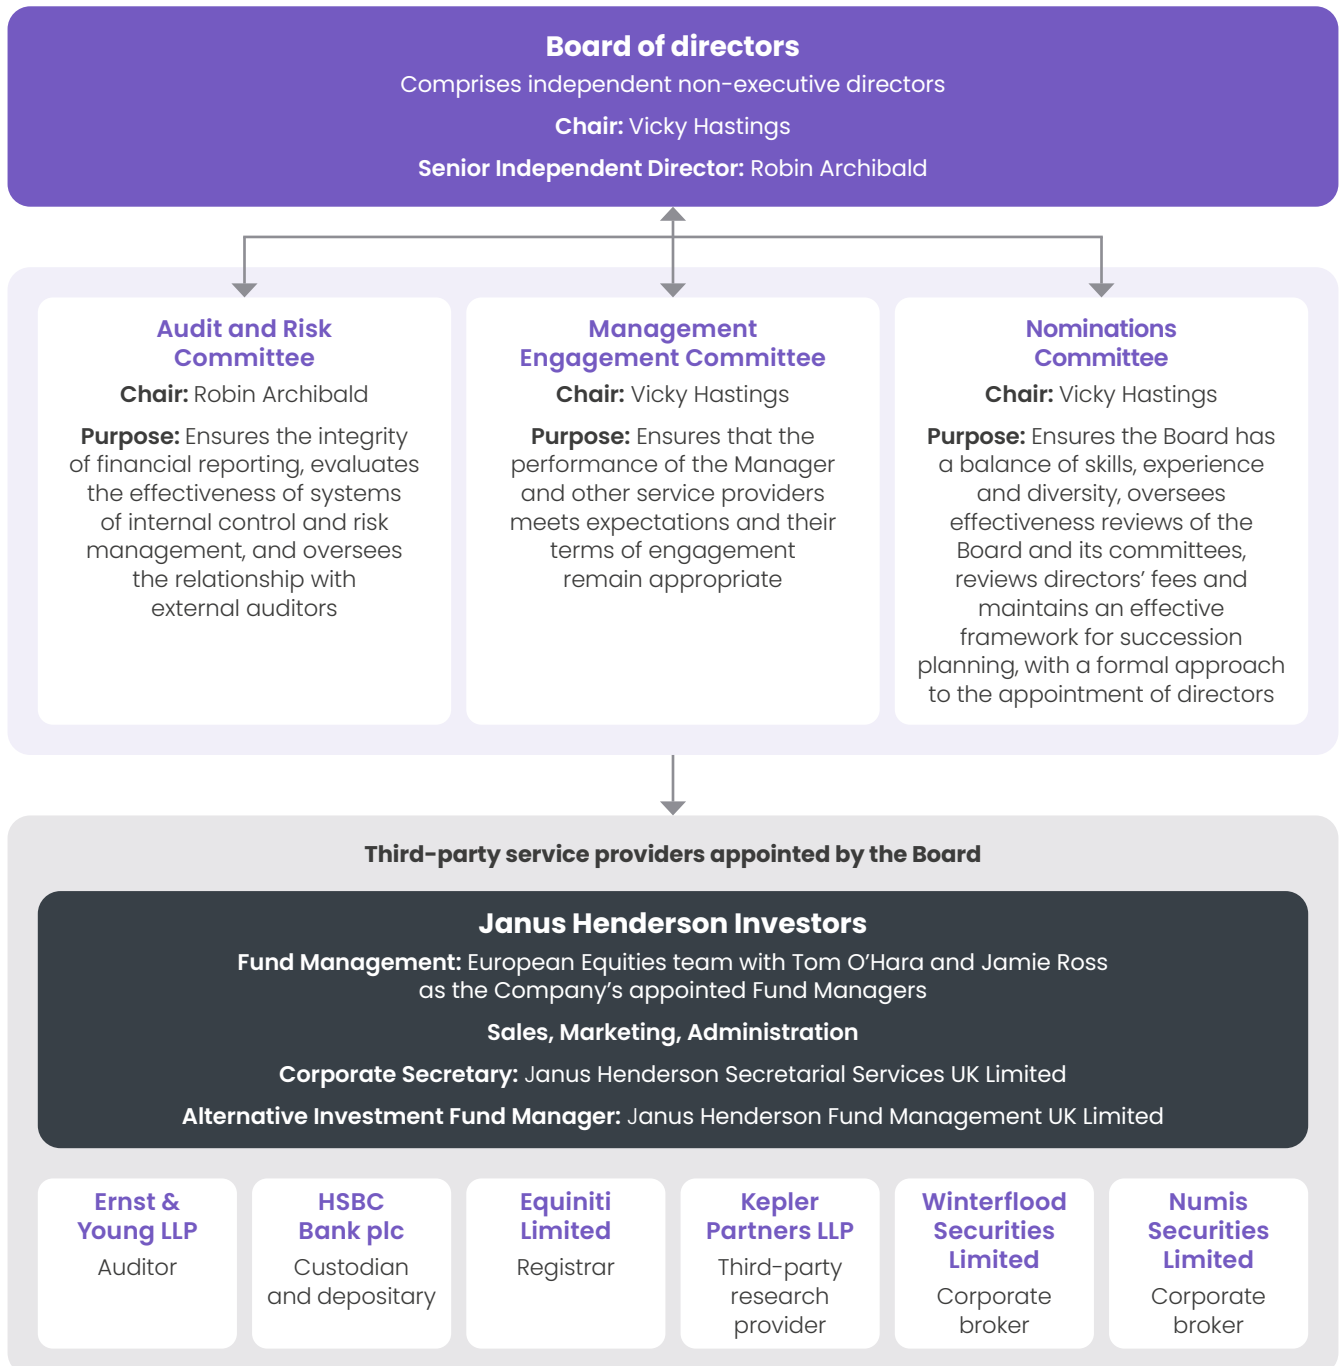 Board of directors
Comprises independent non-executive directors
Chair: Vicky Hastings
Senior Independent Director: Robin Archibald
Audit and Risk
Committee
Chair: Robin Archibald
Purpose: Ensures the integrity
of financial reporting, evaluates
the effectiveness of systems
of internal control and risk
management, and oversees
the relationship with
external auditors
Management
Engagement Committee
Chair: Vicky Hastings
Purpose: Ensures that the
performance of the Manager
and other service providers
meets expectations and their
terms of engagement
remain appropriate
Nominations
Committee
Chair: Vicky Hastings
Purpose: Ensures the Board has
a balance of skills, experience
and diversity, oversees
effectiveness reviews of the
Board and its committees,
reviews directors’ fees and
maintains an effective
framework for succession
planning, with a formal approach
to the appointment of directors
Third-party service providers appointed by the Board
Janus Henderson Investors
Fund Management: European Equities team with Tom O’Hara and Jamie Ross
as the Company’s appointed Fund Managers
Sales, Marketing, Administration
Corporate Secretary: Janus Henderson Secretarial Services UK Limited
Alternative Investment Fund Manager: Janus Henderson Fund Management UK Limited
Ernst &
Young LLP
Auditor
HSBC
Bank plc
Custodian
and depositary
Equiniti
Limited
Registrar
Kepler
Partners LLP
Third-party
research
provider
Winterflood
Securities
Limited
Corporate
broker
Numis
Securities
Limited
Corporate
broker